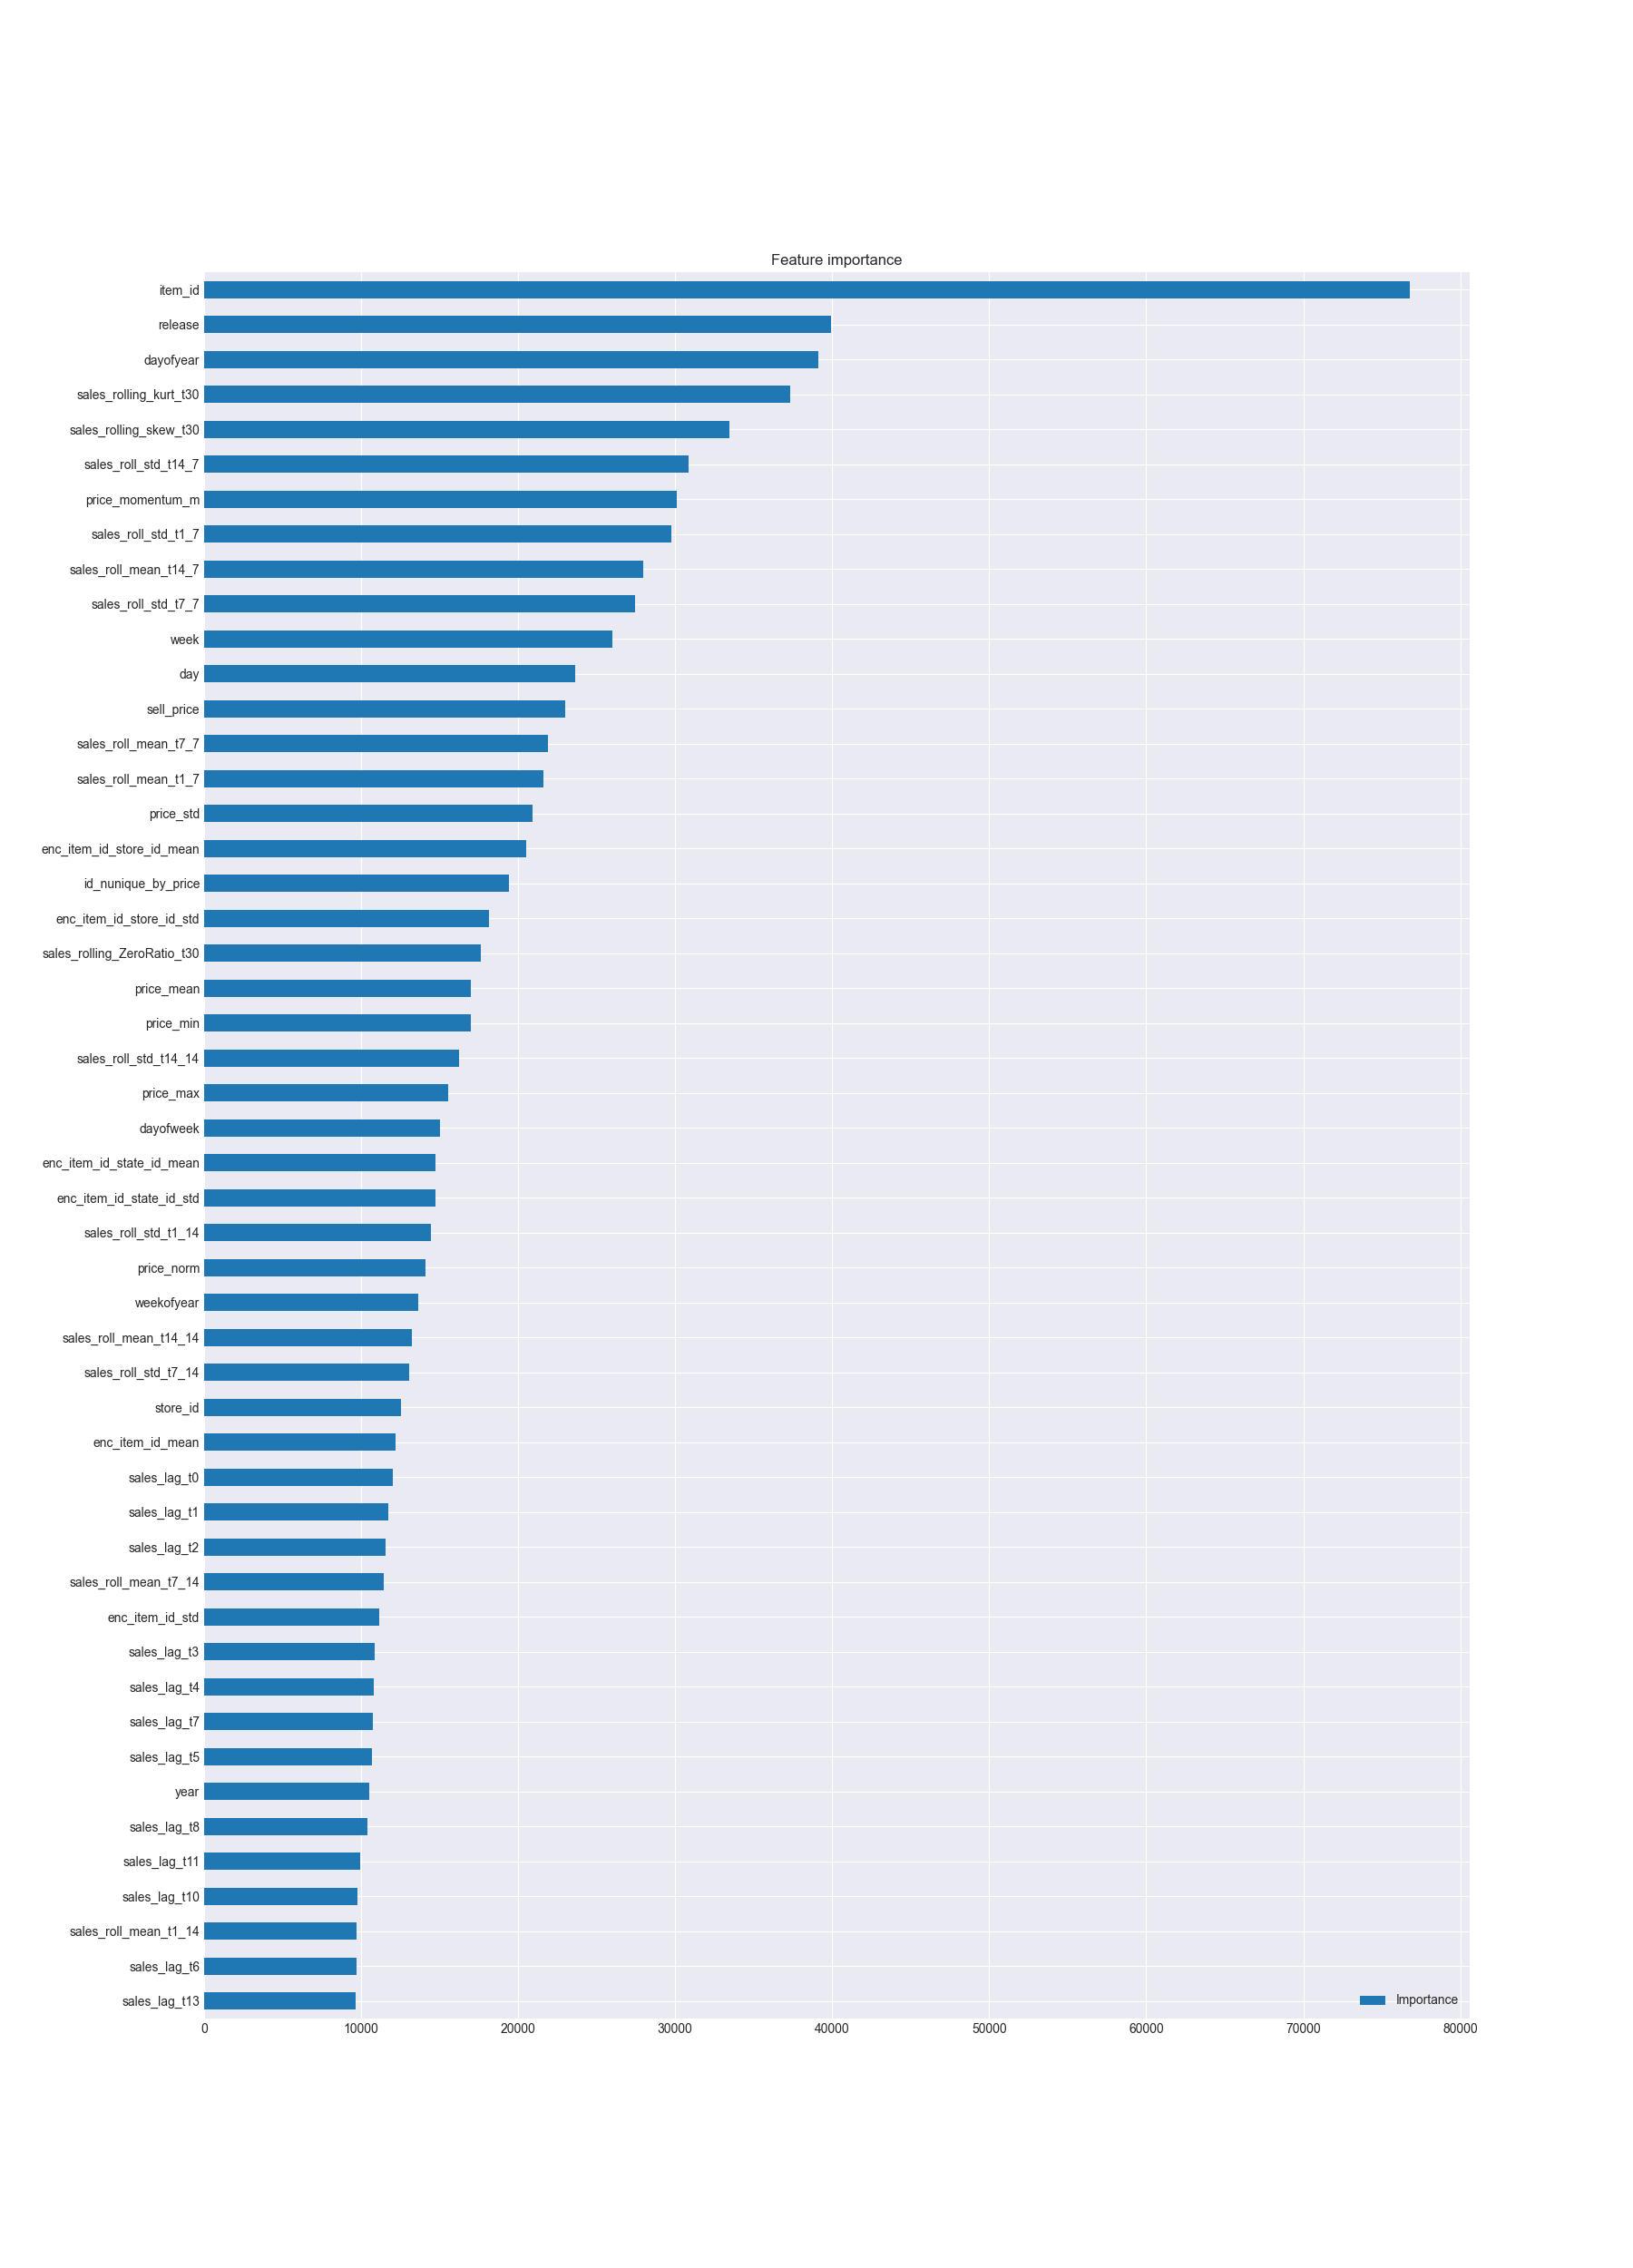 Feature importance
item_id
release
dayofyear
sales_rolling_kurt_t30
sales_rolling_skew_t30
sales_roll_std_t14_7
price_momentum_m
sales_roll_std_t1_7
sales_roll_mean_t14_7
sales_roll_std_t7_7
week
day
sell_price
sales_roll_mean_t7_7
sales_roll_mean_t1_7
price_std
enc_item_id_store_id_mean
id_nunique_by_price
enc_item_id_store_id_std
sales_rolling_ZeroRatio_t30
price_mean
price_min
sales_roll_std_t14_14
price_max
dayofweek
enc_item_id_state_id_mean
enc_item_id_state_id_std
sales_roll_std_t1_14
price_norm
weekofyear
sales_roll_mean_t14_14
sales_roll_std_t7_14
store_id
enc_item_id_mean
sales_lag_t0
sales_lag_t1
sales_lag_t2
sales_roll_mean_t7_14
enc_item_id_std
sales_lag_t3
sales_lag_t4
sales_lag_t7
sales_lag_t5
year
sales_lag_t8
sales_lag_t11
sales_lag_t10
sales_roll_mean_t1_14
sales_lag_t6
sales_lag_t13
Importance
0 10000 20000 30000 40000 50000 60000 70000 80000